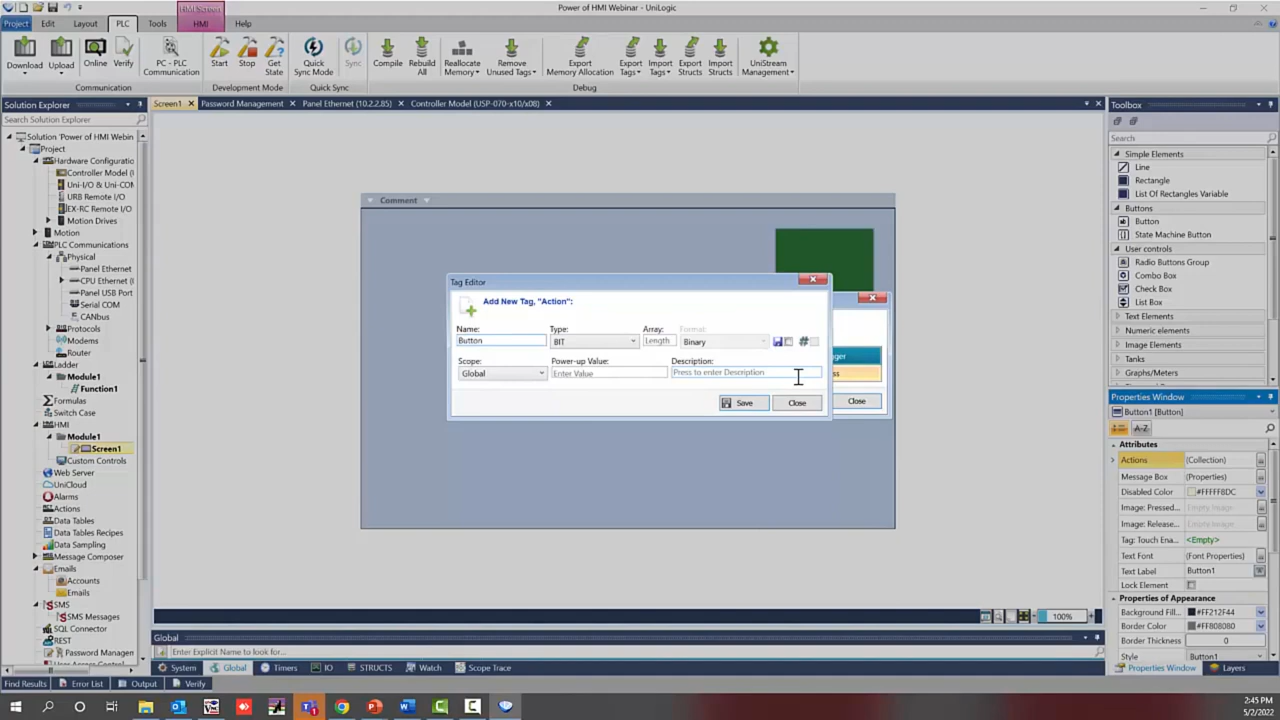 HMI Screen
Power of HMI Webinar - UniLogic
Project
Edit
Layout
PLC
Tools
HMI
Help
Download
Upload
Online
Verify
PC - PLC
Communication
Start
Stop
Get
State
Quick
Sync Mode
Sync
Compile
Rebuild
All
Reallocate
Memory
Remove
Unused Tags
Export
Memory Allocation
Export
Tags
Import
Tags
Export
Structs
Import
Structs
UniStream
Management
Communication
Development Mode
Quick Sync
Debug
Solution Explorer
Screen1
Password Management
Panel Ethernet (10.2.2.85)
Controller Model (USP-070-x10/x08)
Toolbox
Search Solution Explorer
Solution 'Power of HMI Webin
Project
Hardware Configuratio
Controller Model (
Uni-I/O & Uni-COM
URB Remote I/O
EX-RC Remote I/O
Motion Drives
Motion
PLC Communications
Physical
Panel Ethernet
CPU Ethernet (
Panel USB Port
Serial COM
CANbus
Protocols
Modems
Router
Ladder
Module1
Function1
Formulas
Switch Case
HMI
Module1
Screen1
Custom Controls
Web Server
UniCloud
Alarms
Actions
Data Tables
Data Tables Recipes
Data Sampling
Message Composer
Emails
Accounts
Emails
SMS
SMS Messages
SQL Connector
REST
Password Managem
User Access Control
Comment
Tag Editor
Add New Tag, "Action":
Name:
Type:
Array:
Format:
Button
BIT
Length
Binary
#
Scope:
Power-up Value:
Description:
Global
Enter Value
Press to enter Description
Save
Close
ger
ss
Close
Search
Simple Elements
Line
Rectangle
List Of Rectangles Variable
Buttons
Button
State Machine Button
User controls
Radio Buttons Group
Combo Box
Check Box
List Box
Text Elements
Numeric elements
Image Elements
Tanks
Graphs/Meters
Properties Window
Button1 [Button]
A-Z
Attributes
Actions (Collection)
Message Box (Properties)
Disabled Color #FFFFF8DC
Image: Pressed... Empty Image
Image: Release... Empty Image
Tag: Touch Ena... <Empty>
Text Font (Font Properties)
Text Label Button1
Lock Element
Properties of Appearance
Background Fill... #FF212F44
Border Color #FF808080
Border Thickness 0
Style Button1
Properties Window
Layers
100%
Global
Enter Explicit Name to look for...
System
Global
Timers
IO
STRUCTS
Watch
Scope Trace
Find Results
Error List
Output
Verify
2:45 PM
5/2/2022